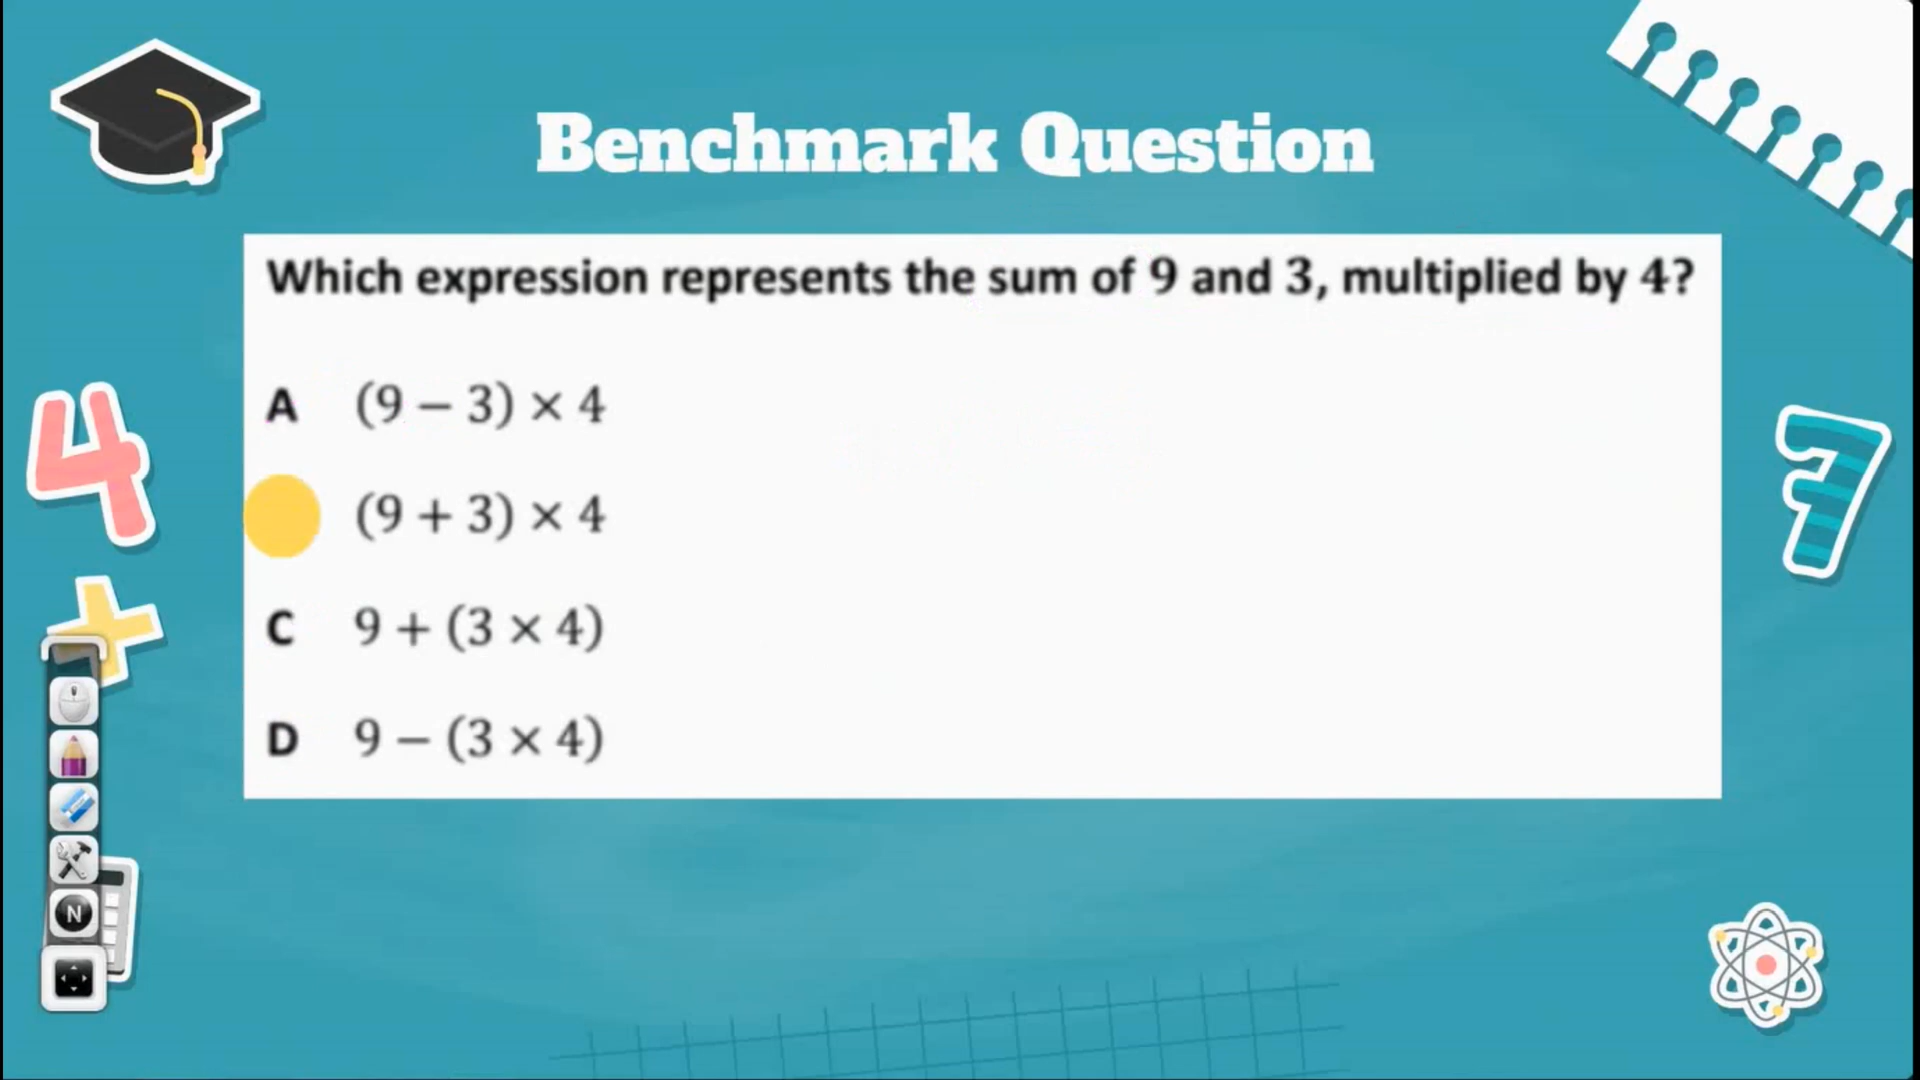 Benchmark Question
Which expression represents the sum of 9 and 3, multiplied by 4?
A (9 – 3) × 4
(9 + 3) × 4
C 9 + (3 × 4)
D 9 – (3 × 4)
4
7
N